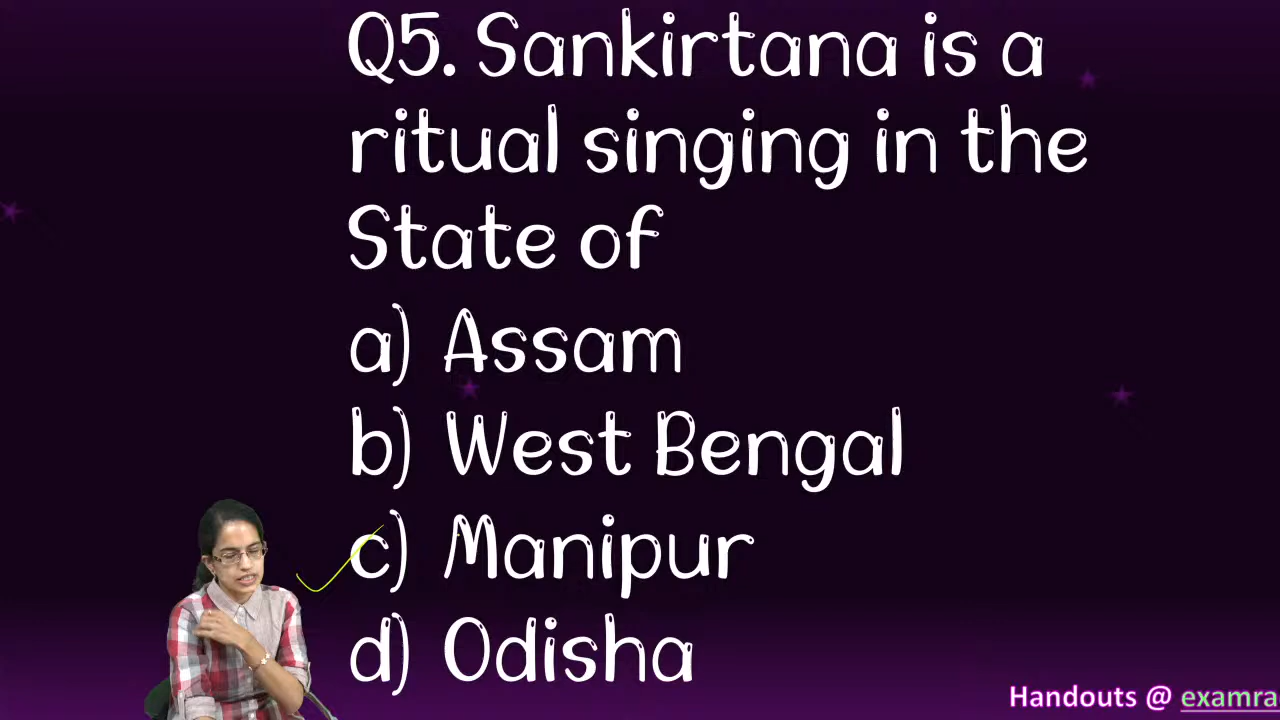 Q5. Sankirtana is a
ritual singing in the
State of
a) Assam
b) West Bengal
c) Manipur
d) Odisha
Handouts @ examra